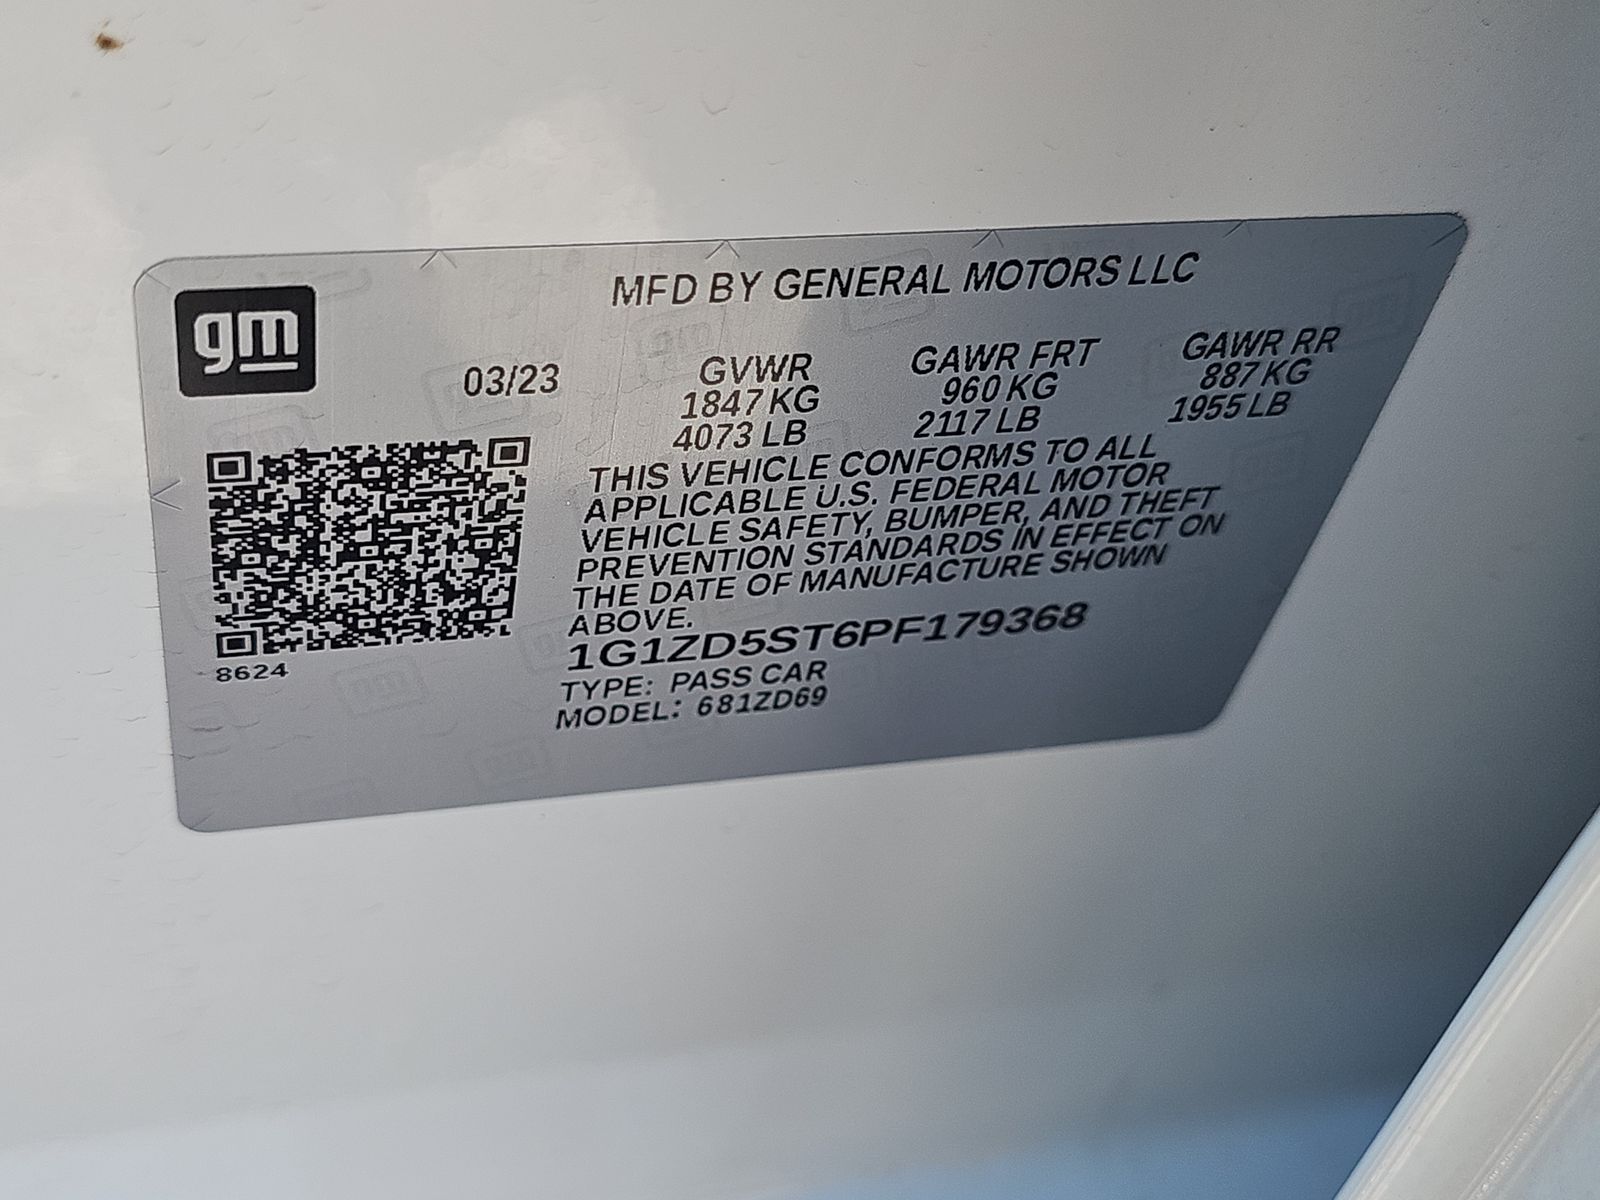 MFD BY GENERAL MOTORS LLC
gm
03/23 GVWR GAWR FRT GAWR RR
1847 KG 960 KG 887 KG
4073 LB 2117 LB 1955 LB
THIS VEHICLE CONFORMS TO ALL
APPLICABLE U.S. FEDERAL MOTOR
VEHICLE SAFETY, BUMPER, AND THEFT
PREVENTION STANDARDS IN EFFECT ON
THE DATE OF MANUFACTURE SHOWN
ABOVE.
1G1ZD5ST6PF179368
8624
TYPE: PASS CAR
MODEL: 681ZD69